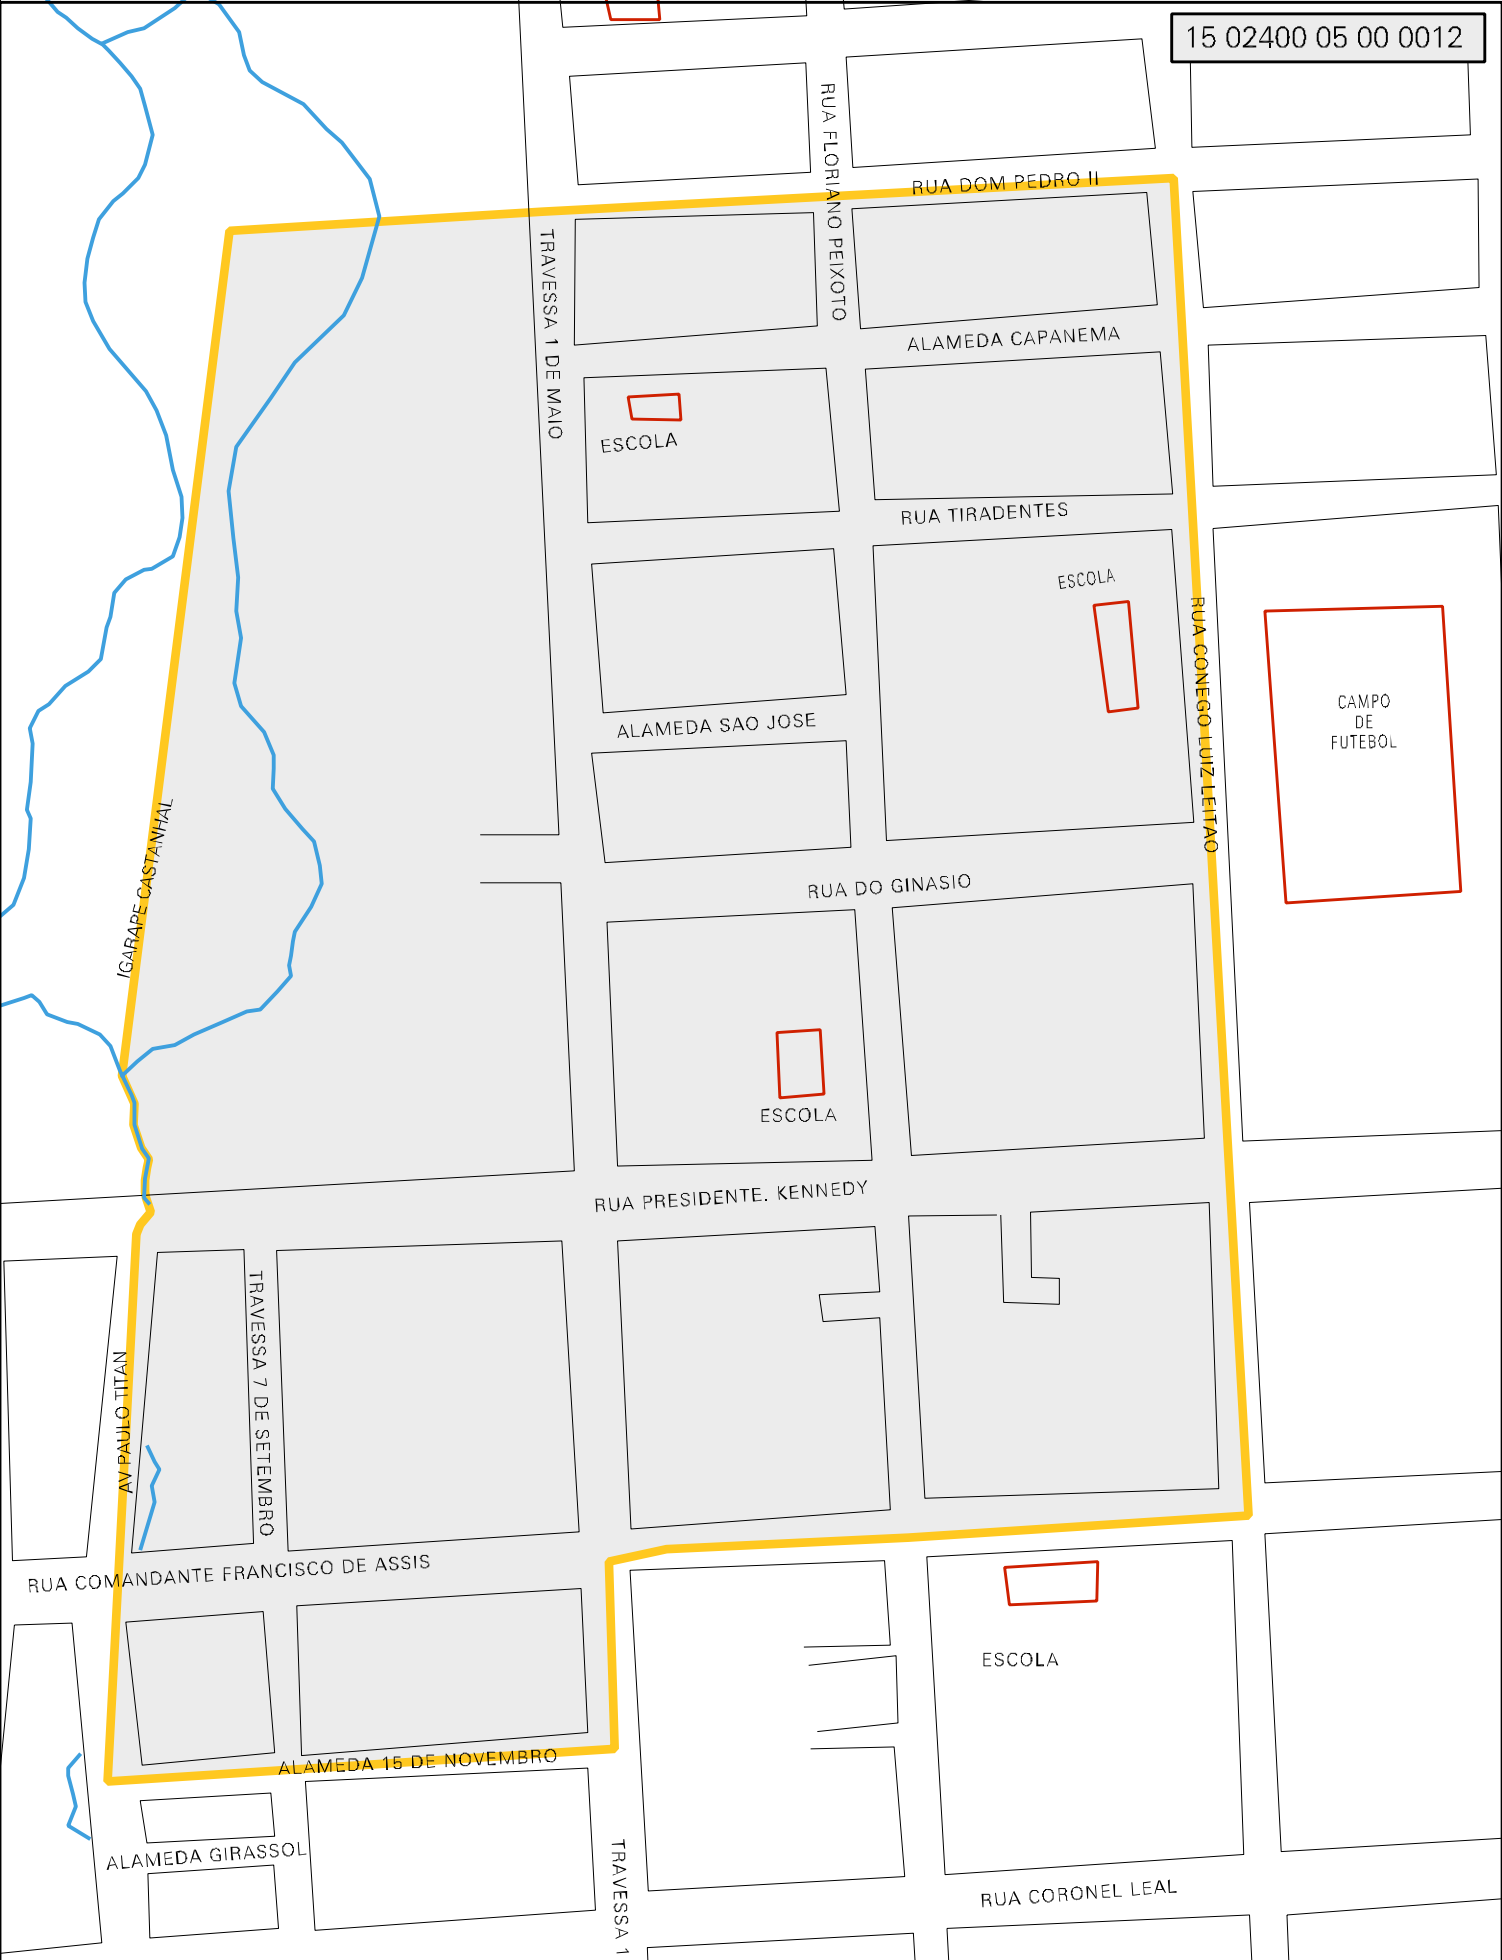 15 02400 05 00 0012
RUA FLORIANO PEIXOTO
RUA DOM PEDRO II
TRAVESSA 1 DE MAIO
ALAMEDA CAPANEMA
ESCOLA
RUA TIRADENTES
ESCOLA
RUA CONEGO LUIZ LEITAO
CAMPO
DE
FUTEBOL
ALAMEDA SAO JOSE
IGARAPE CASTANHAL
RUA DO GINASIO
ESCOLA
RUA PRESIDENTE. KENNEDY
TRAVESSA 7 DE SETEMBRO
AV PAULO TITAN
RUA COMANDANTE FRANCISCO DE ASSIS
ESCOLA
ALAMEDA 15 DE NOVEMBRO
ALAMEDA GIRASSOL
TRAVESSA 1
RUA CORONEL LEAL